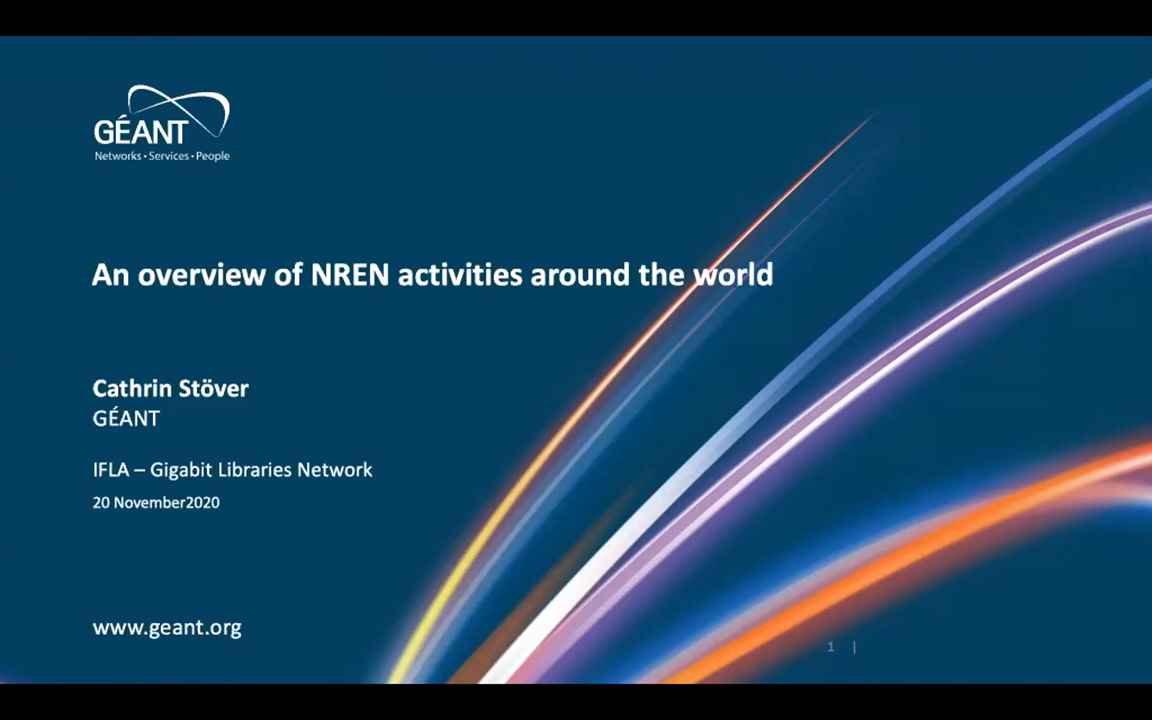 GÉANT
Networks • Services • People
An overview of NREN activities around the world
Cathrin Stöver
GÉANT
IFLA – Gigabit Libraries Network
20 November2020
www.geant.org
1 |